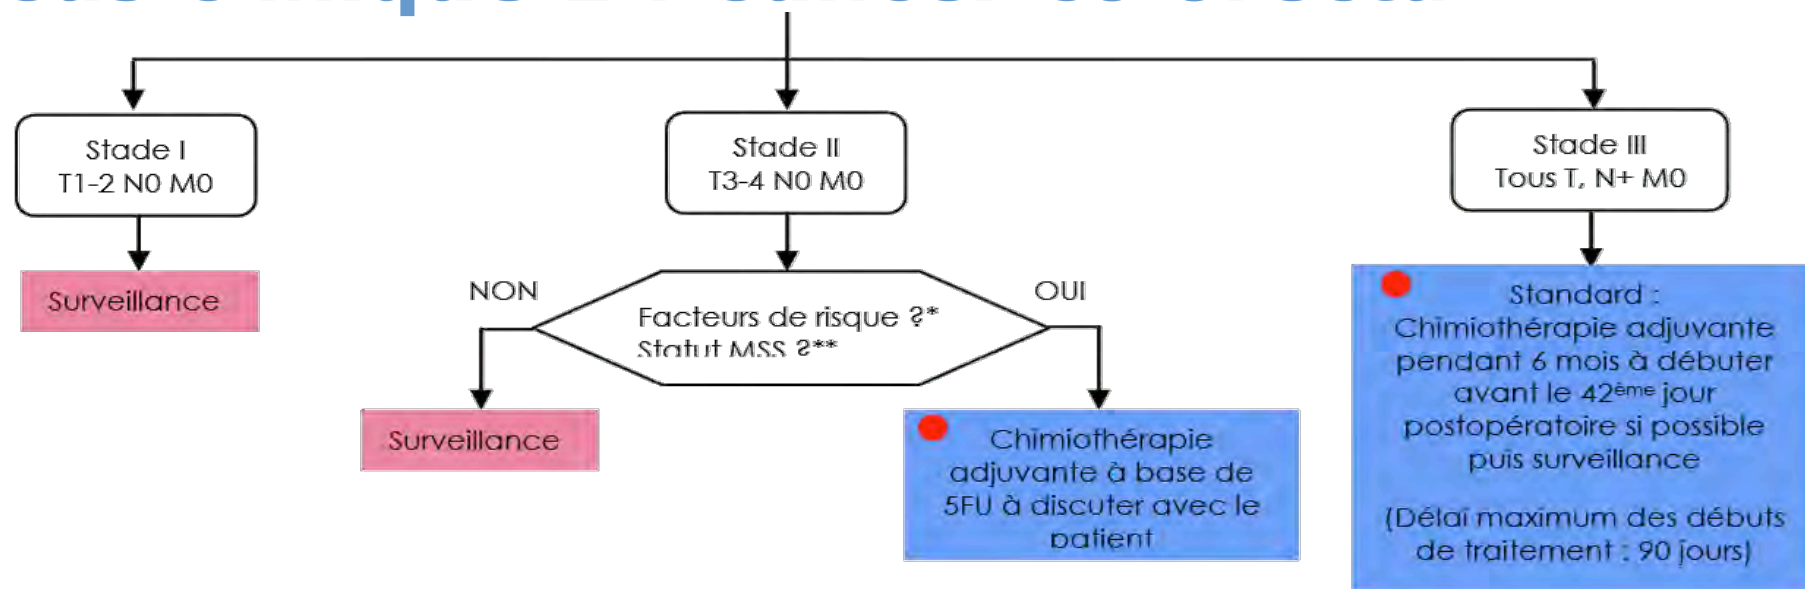 Stade I
T1-2 N0 M0
Stade II
T3-4 N0 M0
Stade III
Tous T, N+ M0
Surveillance
NON
OUI
Facteurs de risque ?*
Statut MSS ?**
Surveillance
Chimiothérapie
adjuvante à base de
5FU à discuter avec le
patient
Standard :
Chimiothérapie adjuvante
pendant 6 mois à débuter
avant le 42ème jour
postopératoire si possible
puis surveillance
(Délai maximum des débuts
de traitement : 90 jours)